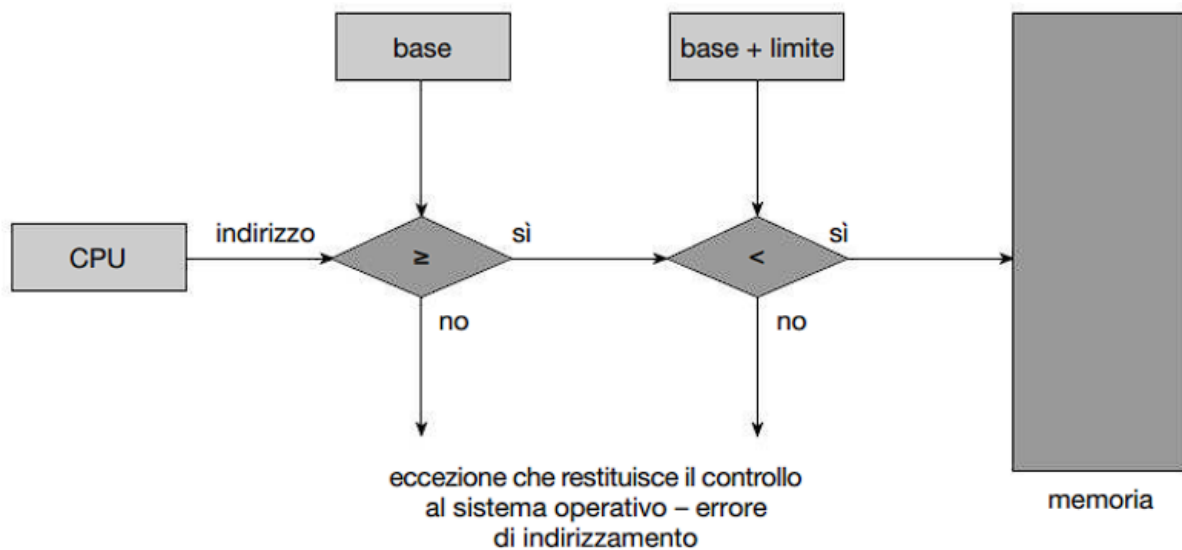 base
base + limite
indirizzo
sì
sì
CPU
≥
<
no
no
eccezione che restituisce il controllo
al sistema operativo – errore
di indirizzamento
memoria